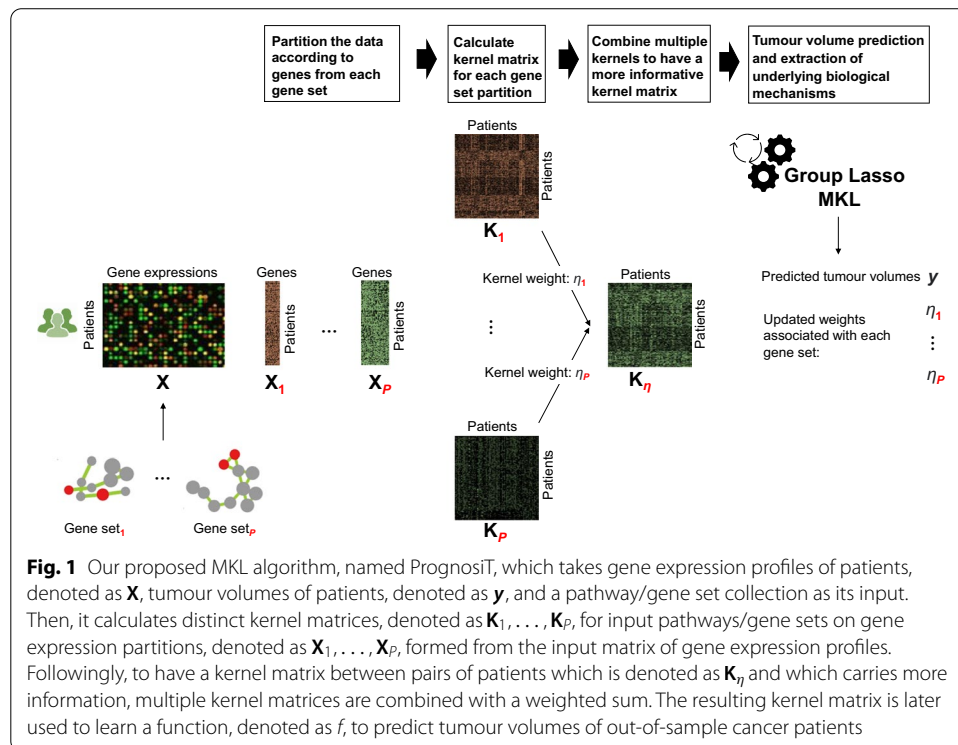 Partition the data
according to
genes from each
gene set
Calculate
kernel matrix
for each gene
set partition
Combine multiple
kernels to have a
more informative
kernel matrix
Tumour volume prediction
and extraction of
underlying biological
mechanisms
Patients
Patients
K1
Group Lasso
MKL
Gene expressions
Patients
X
Genes
Patients
X1
...
Genes
Patients
XP
Kernel weight: η1
⋮
Kernel weight: ηP
Patients
Patients
Kη
Predicted tumour volumes y
Updated weights
associated with each
gene set:
η1
⋮
ηP
Patients
Patients
KP
Gene set1
...
Gene setP
Fig. 1 Our proposed MKL algorithm, named PrognosiT, which takes gene expression profiles of patients,
denoted as X, tumour volumes of patients, denoted as y, and a pathway/gene set collection as its input.
Then, it calculates distinct kernel matrices, denoted as K1, . . . , KP, for input pathways/gene sets on gene
expression partitions, denoted as X1, . . . , XP, formed from the input matrix of gene expression profiles.
Followingly, to have a kernel matrix between pairs of patients which is denoted as Kη and which carries more
information, multiple kernel matrices are combined with a weighted sum. The resulting kernel matrix is later
used to learn a function, denoted as f, to predict tumour volumes of out-of-sample cancer patients